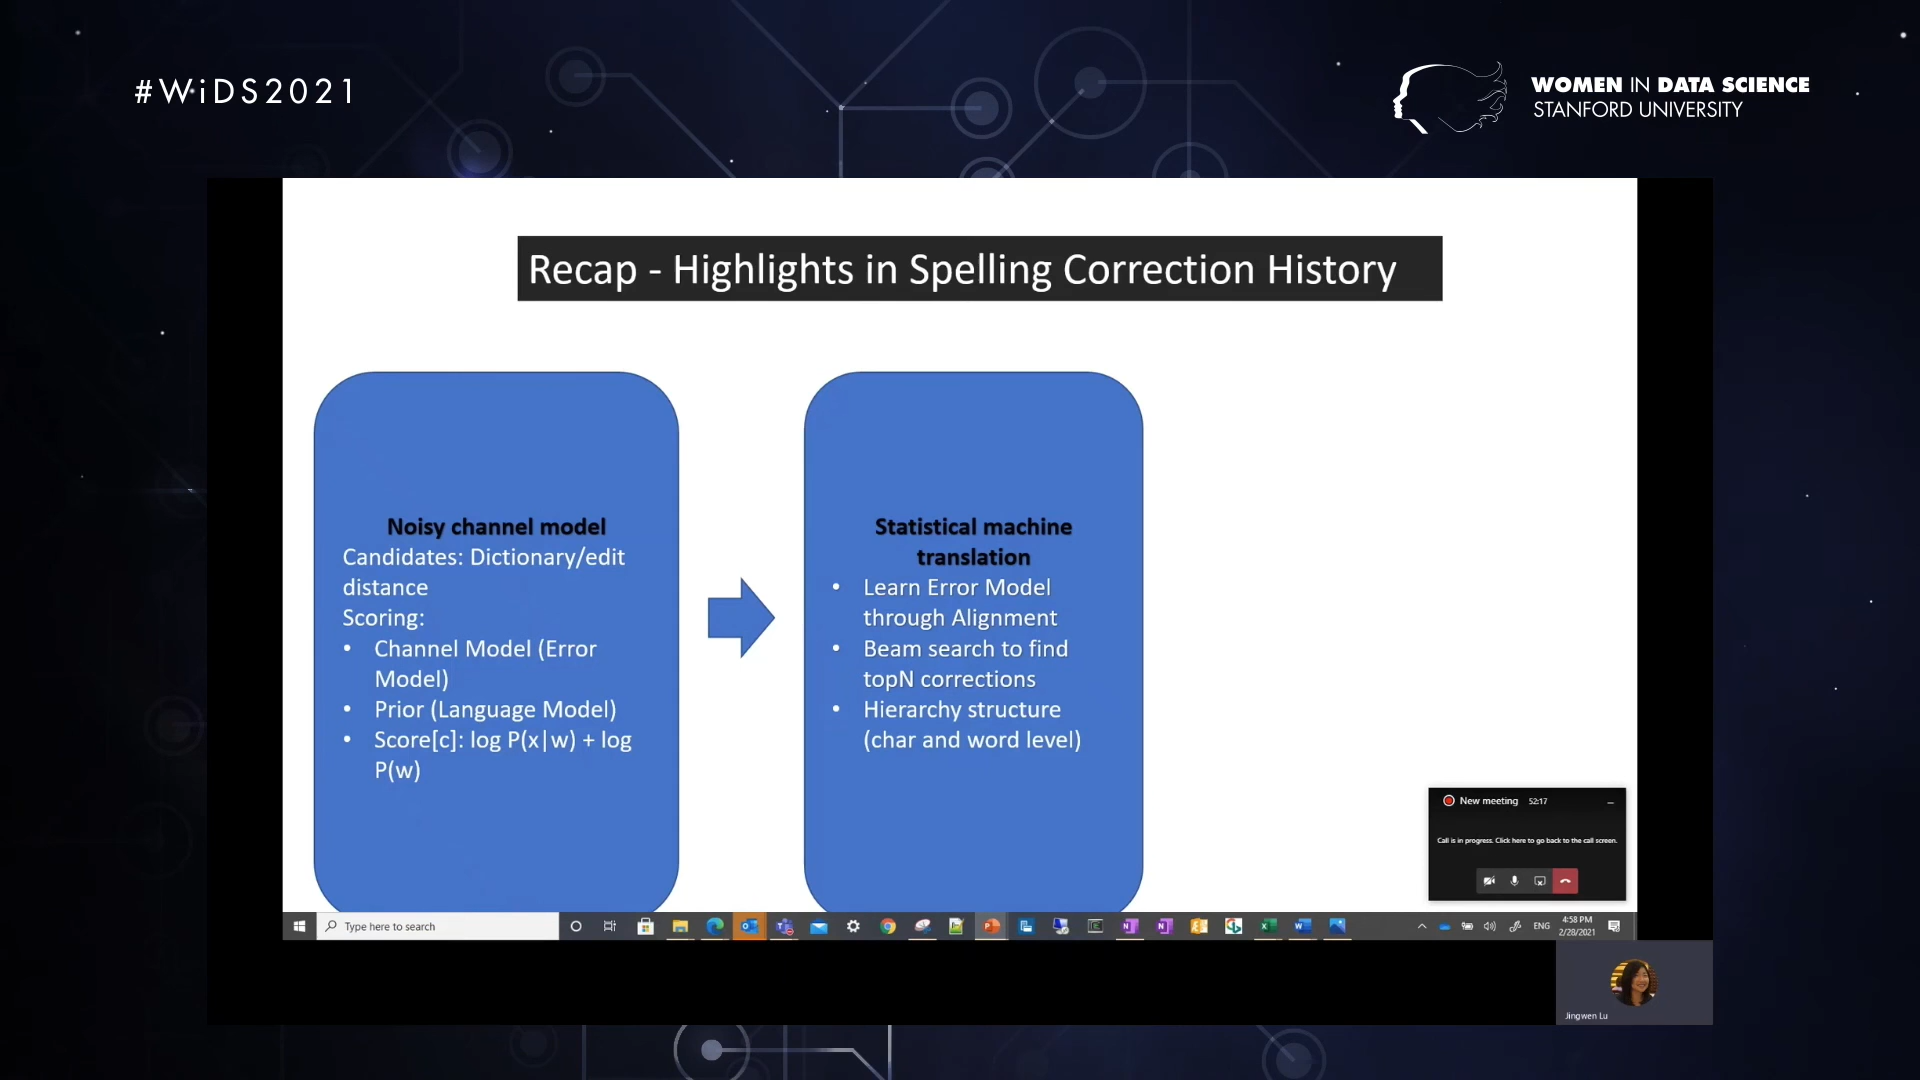 #WiDS2021
WOMEN IN DATA SCIENCE
STANFORD UNIVERSITY
Recap - Highlights in Spelling Correction History
Noisy channel model
Candidates: Dictionary/edit
distance
Scoring:
• Channel Model (Error
Model)
• Prior (Language Model)
• Score[c]: log P(x|w) + log
P(w)
Statistical machine
translation
• Learn Error Model
through Alignment
• Beam search to find
topN corrections
• Hierarchy structure
(char and word level)
New meeting 52:17
Call is in progress. Click here to go back to the call screen.
Type here to search
ENG
4:58 PM
2/28/2021
Jingwen Lu